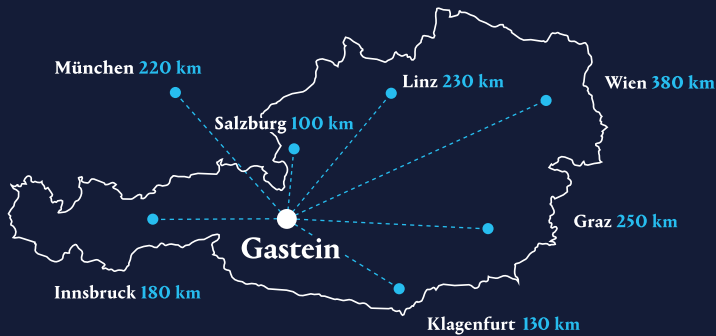 München 220 km
Linz 230 km
Wien 380 km
Salzburg 100 km
Graz 250 km
Gastein
Innsbruck 180 km
Klagenfurt 130 km